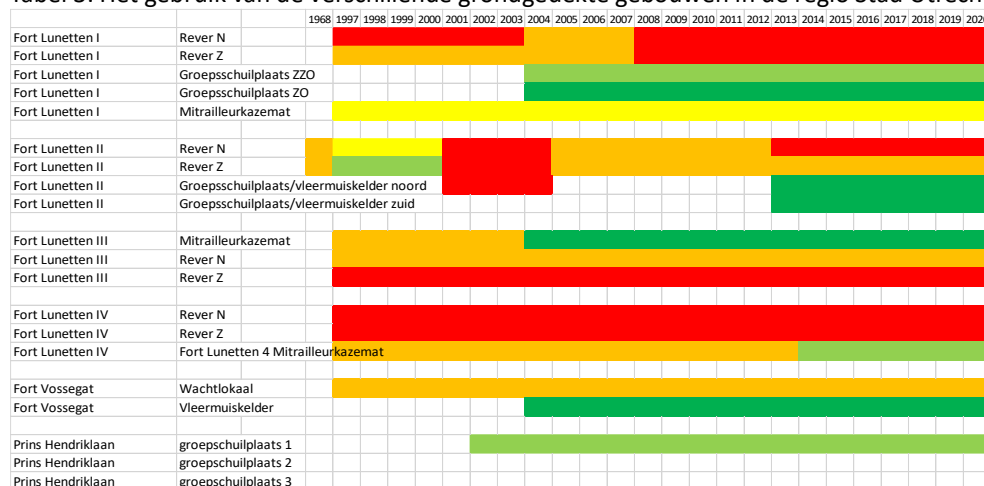 Tabel 3. Het gebruik van de verschillende grondgedekte gebouwen in de regio Stad Utrech
1968 1997 1998 1999 2000 2001 2002 2003 2004 2005 2006 2007 2008 2009 2010 2011 2012 2013 2014 2015 2016 2017 2018 2019 2020
Fort Lunetten I Rever N
Fort Lunetten I Rever Z
Fort Lunetten I Groepsschuilplaats ZZO
Fort Lunetten I Groepsschuilplaats ZO
Fort Lunetten I Mitrailleurkazemat
Fort Lunetten II Rever N
Fort Lunetten II Rever Z
Fort Lunetten II Groepsschuilplaats/vleermuiskelder noord
Fort Lunetten II Groepsschuilplaats/vleermuiskelder zuid
Fort Lunetten III Mitrailleurkazemat
Fort Lunetten III Rever N
Fort Lunetten III Rever Z
Fort Lunetten IV Rever N
Fort Lunetten IV Rever Z
Fort Lunetten IV Fort Lunetten 4 Mitrailleurkazemat
Fort Vossegat Wachtlokaal
Fort Vossegat Vleermuiskelder
Prins Hendriklaan groepschuilplaats 1
Prins Hendriklaan groepschuilplaats 2
Prins Hendriklaan groepschuilplaats 3